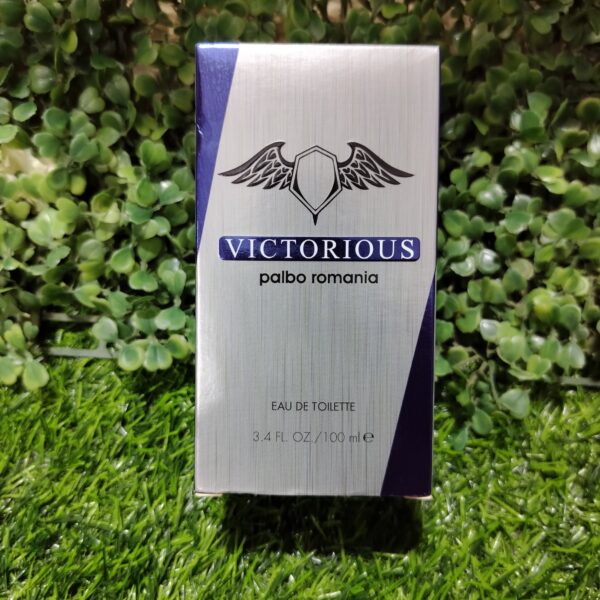 VICTORIOUS
palbo romania
EAU DE TOILETTE
3.4 FL. OZ./100 ml ℮